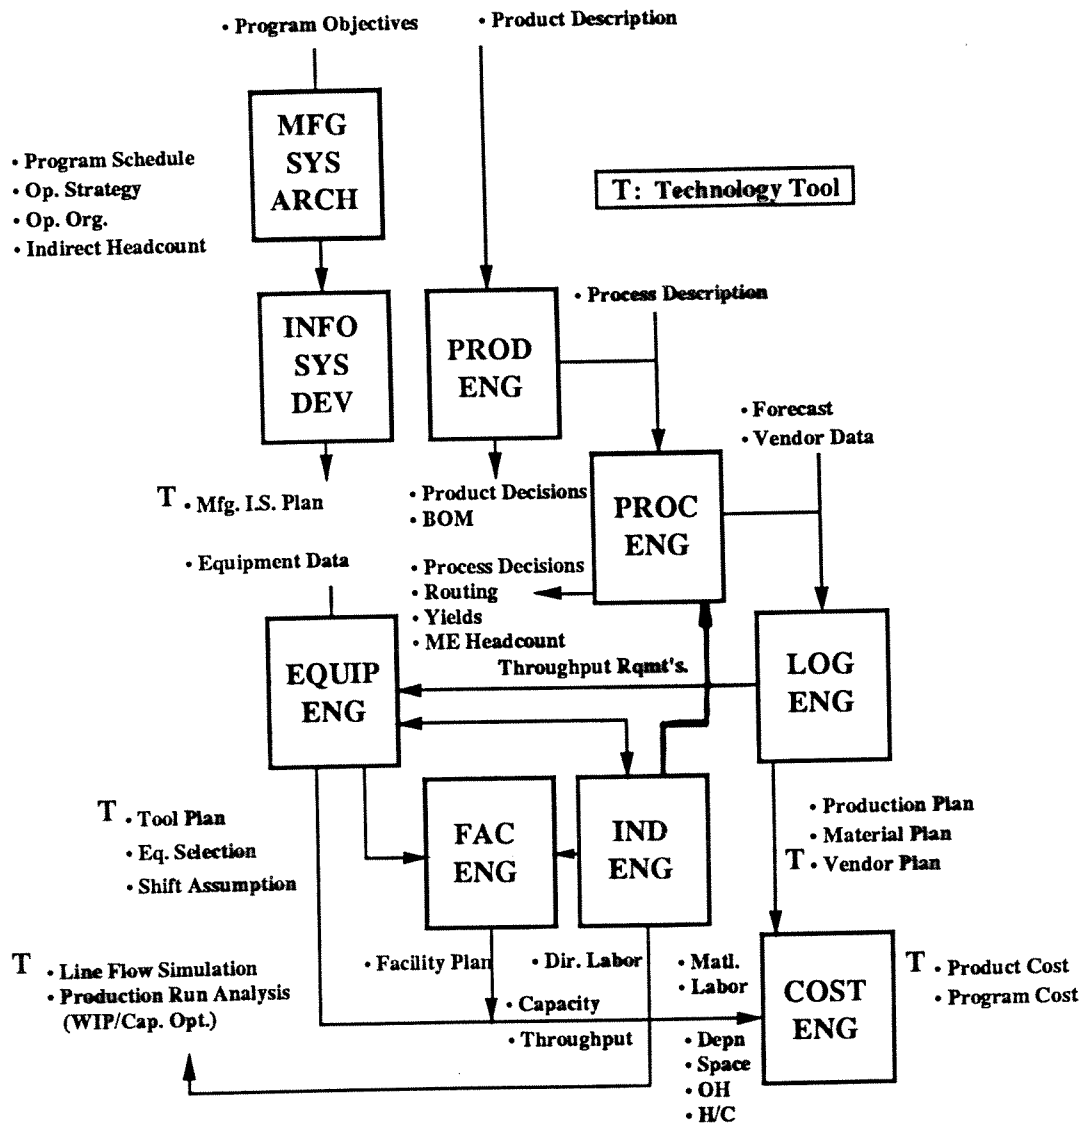 • Program Objectives
• Product Description
MFG
SYS
ARCH
• Program Schedule
• Op. Strategy
• Op. Org.
• Indirect Headcount
T: Technology Tool
INFO
SYS
DEV
PROD
ENG
• Process Description
• Forecast
• Vendor Data
T • Mfg. I.S. Plan
• Product Decisions
• BOM
PROC
ENG
• Equipment Data
• Process Decisions
• Routing
• Yields
• ME Headcount
Throughput Rqmt's.
EQUIP
ENG
LOG
ENG
T • Tool Plan
• Eq. Selection
• Shift Assumption
FAC
ENG
IND
ENG
• Production Plan
• Material Plan
T • Vendor Plan
T • Line Flow Simulation
• Production Run Analysis
(WIP/Cap. Opt.)
• Facility Plan
• Dir. Labor
• Matl.
• Labor
COST
ENG
T • Product Cost
• Program Cost
• Capacity
• Throughput
• Depn
• Space
• OH
• H/C